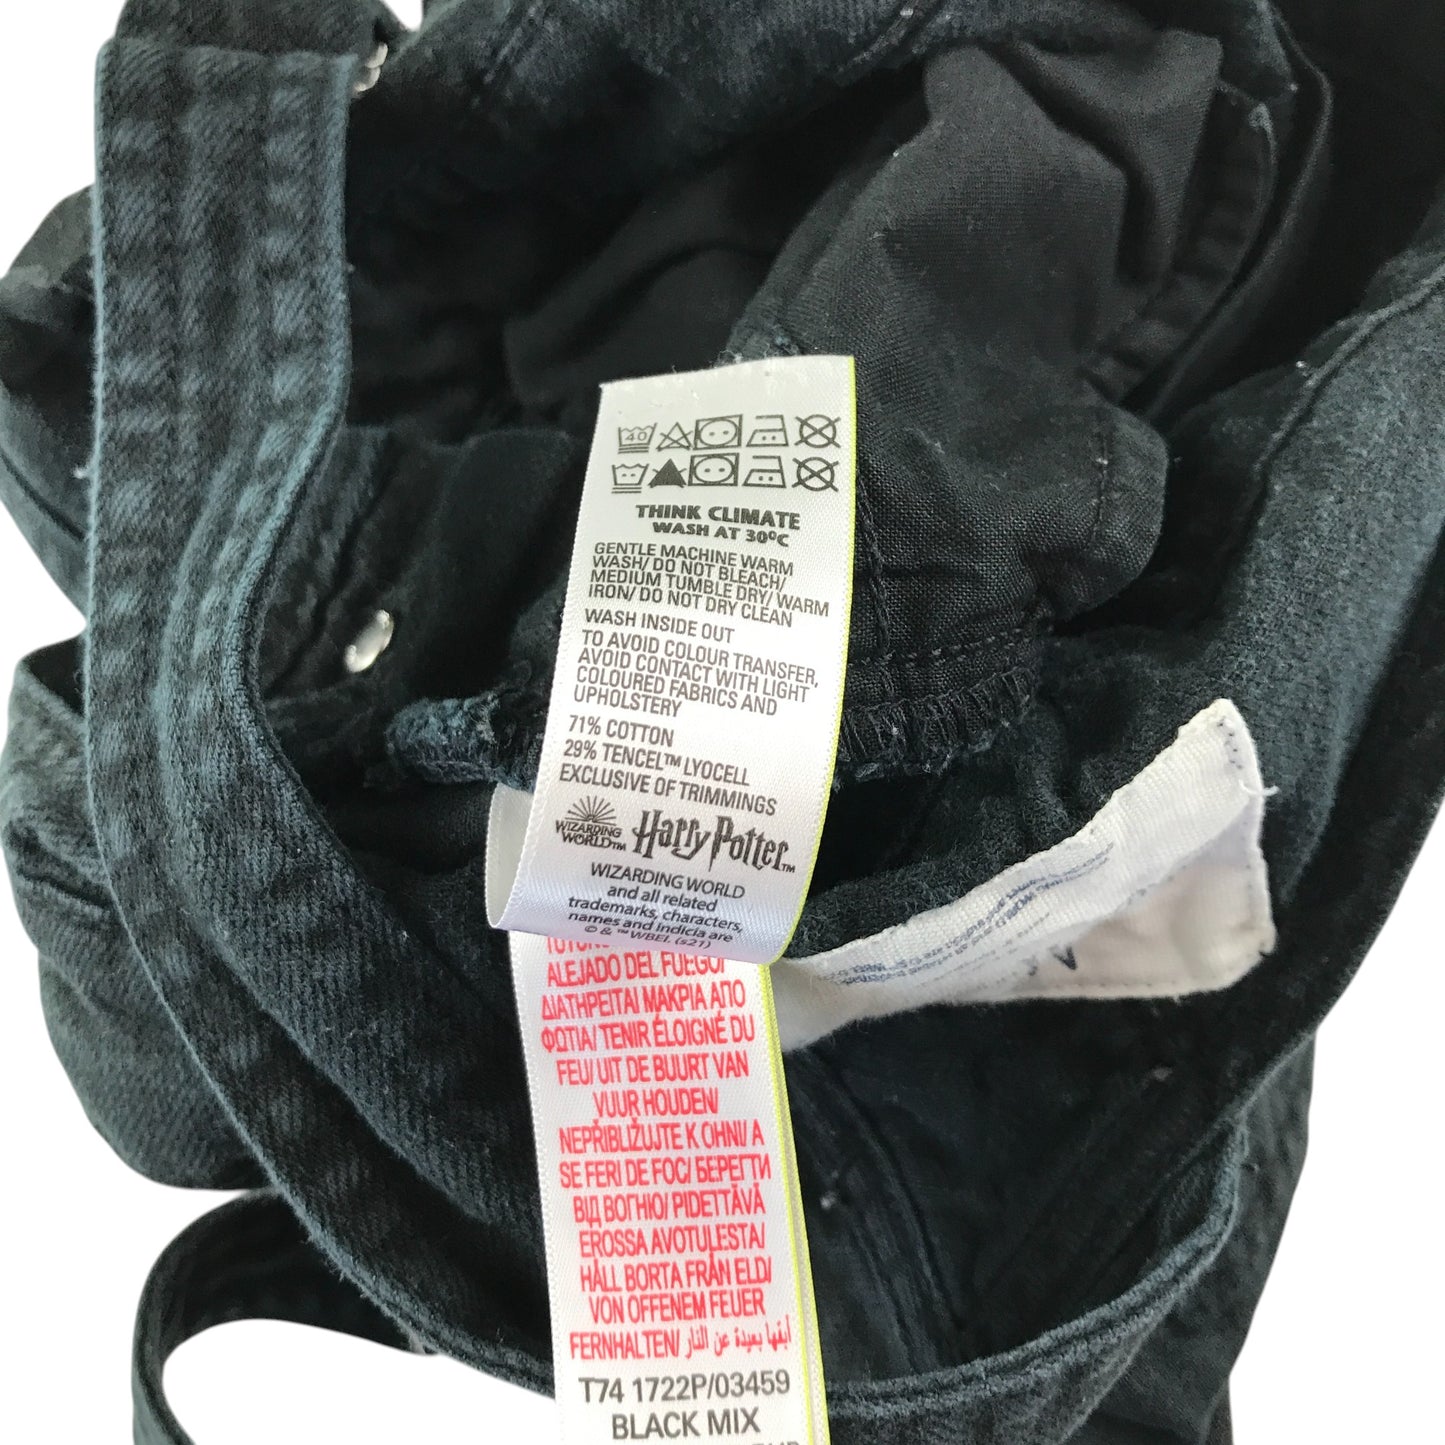 40
THINK CLIMATE
WASH AT 30ºC
GENTLE MACHINE WARM
WASH/ DO NOT BLEACH/
MEDIUM TUMBLE DRY/ WARM
IRON/ DO NOT DRY CLEAN
WASH INSIDE OUT
TO AVOID COLOUR TRANSFER,
AVOID CONTACT WITH LIGHT
COLOURED FABRICS AND
UPHOLSTERY
71% COTTON
29% TENCEL™ LYOCELL
EXCLUSIVE OF TRIMMINGS
WIZARDING
WORLD™
Harry Potter™
WIZARDING WORLD
and all related
trademarks, characters,
names and indicia are
© & ™WBEI. (s21)
ALEJADO DEL FUEGO/
ΔΙΑΤΗΡΕΙΤΑΙ ΜΑΚΡΙΑ ΑΠΟ
ΦΩΤΙΑ/ TENIR ÉLOIGNÉ DU
FEU/ UIT DE BUURT VAN
VUUR HOUDEN/
NEPŘIBLIŽUJTE K OHNI/ A
SE FERI DE FOC/ БЕРЕГТИ
ВІД ВОГНЮ/ PIDETTÄVÄ
EROSSA AVOTULESTA/
HÅLL BORTA FRÅN ELD/
VON OFFENEM FEUER
FERNHALTEN/ ابقها بعيدة عن النار/
T74 1722P/03459
BLACK MIX